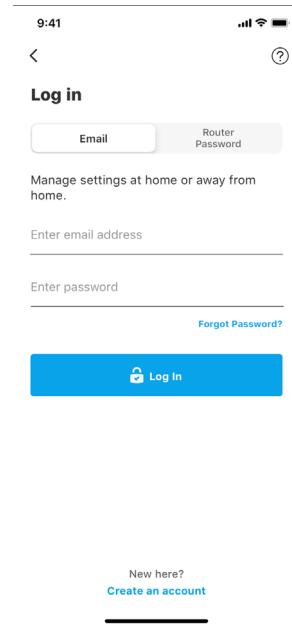 9:41
Log in
Email
Router
Password
Manage settings at home or away from
home.
Enter email address
Enter password
Forgot Password?
Log In
New here?
Create an account